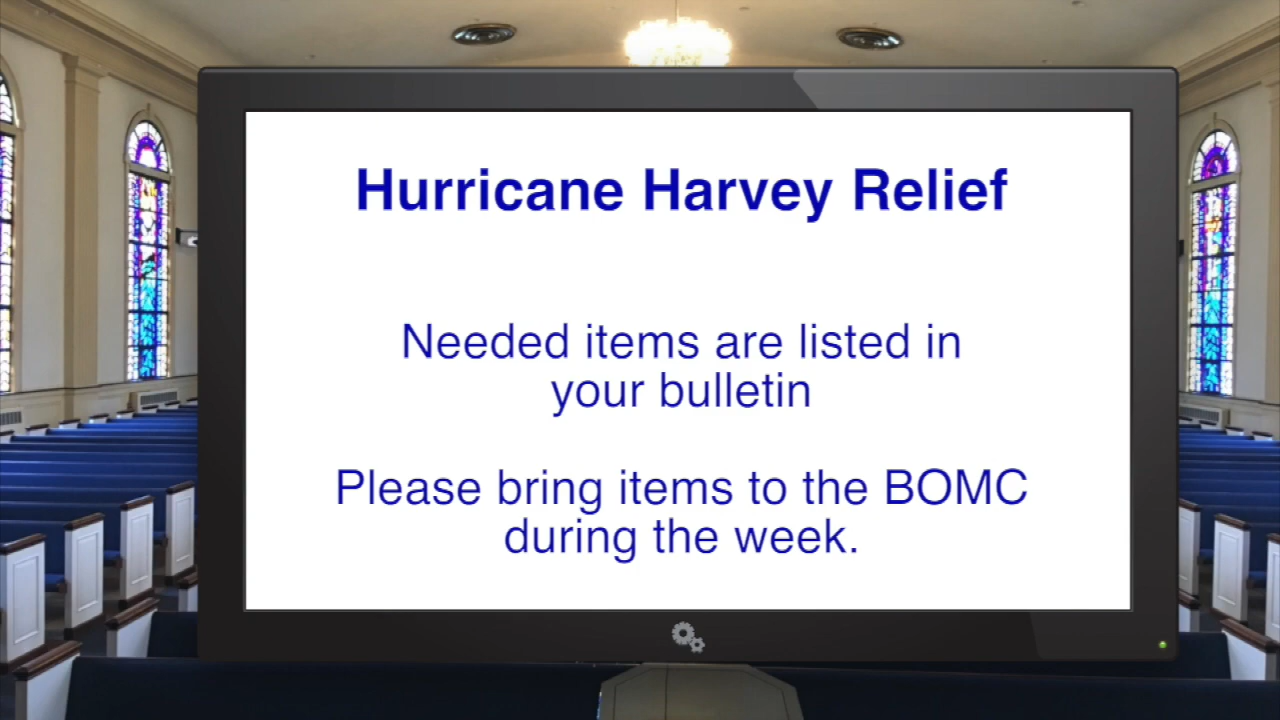 Hurricane Harvey Relief
Needed items are listed in
your bulletin
Please bring items to the BOMC
during the week.